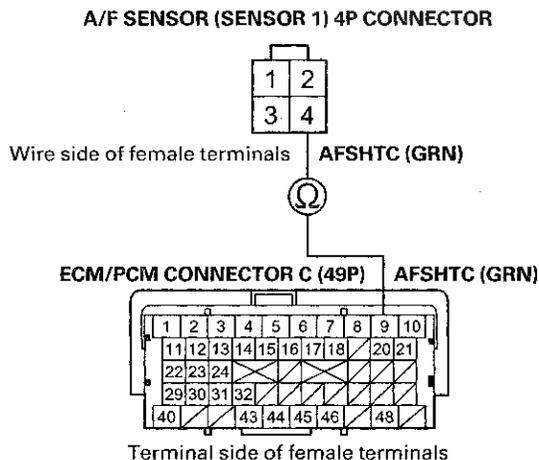 A/F SENSOR (SENSOR 1) 4P CONNECTOR
1 2
3 4
Wire side of female terminals AFSHTC (GRN)
Ω
ECM/PCM CONNECTOR C (49P) AFSHTC (GRN)
1 2 3 4 5 6 7 8 9 10
11 12 13 14 15 16 17 18 20 21
22 23 24
29 30 31 32
40 43 44 45 46 48
Terminal side of female terminals